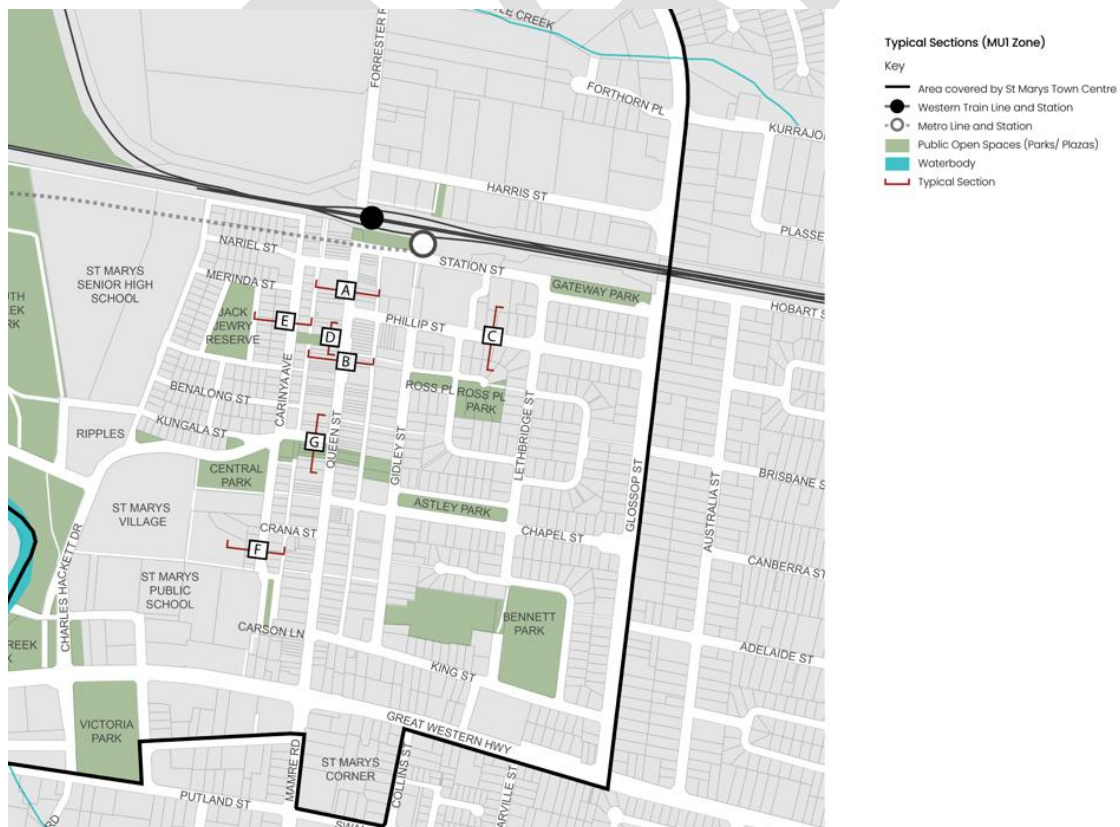 Typical Sections (MU1 Zone)
Key
Area covered by St Marys Town Centre
Western Train Line and Station
Metro Line and Station
Public Open Spaces (Parks/ Plazas)
Waterbody
Typical Section
CREEK
FORRESTER R
FORTHORN PL
KURRAJO
HARRIS ST
PLASSE
NARIEL ST
STATION ST
ST MARYS
SENIOR HIGH
SCHOOL
MERINDA ST
A
GATEWAY PARK
HOBART S
JACK
JEWRY
RESERVE
E
D
PHILLIP ST
C
B
CARINYA AVE
BENALONG ST
ROSS PL
ROSS PL
PARK
KUNGALA ST
RIPPLES
G
QUEEN ST
GIDLEY ST
LETHBRIDGE ST
GLOSSOP ST
BRISBANE S
CENTRAL
PARK
AUSTRALIA ST
ASTLEY PARK
ST MARYS
VILLAGE
CRANA ST
CHAPEL ST
F
CANBERRA ST
CHARLES HACKETT DR
ST MARYS
PUBLIC
SCHOOL
BENNETT
PARK
CARSON LN
ADELAIDE ST
REEK
KING ST
VICTORIA
PARK
GREAT WESTERN HWY
MAMRE RD
ST MARYS
CORNER
COLLINS ST
PUTLAND ST
ARVILLE ST
RD